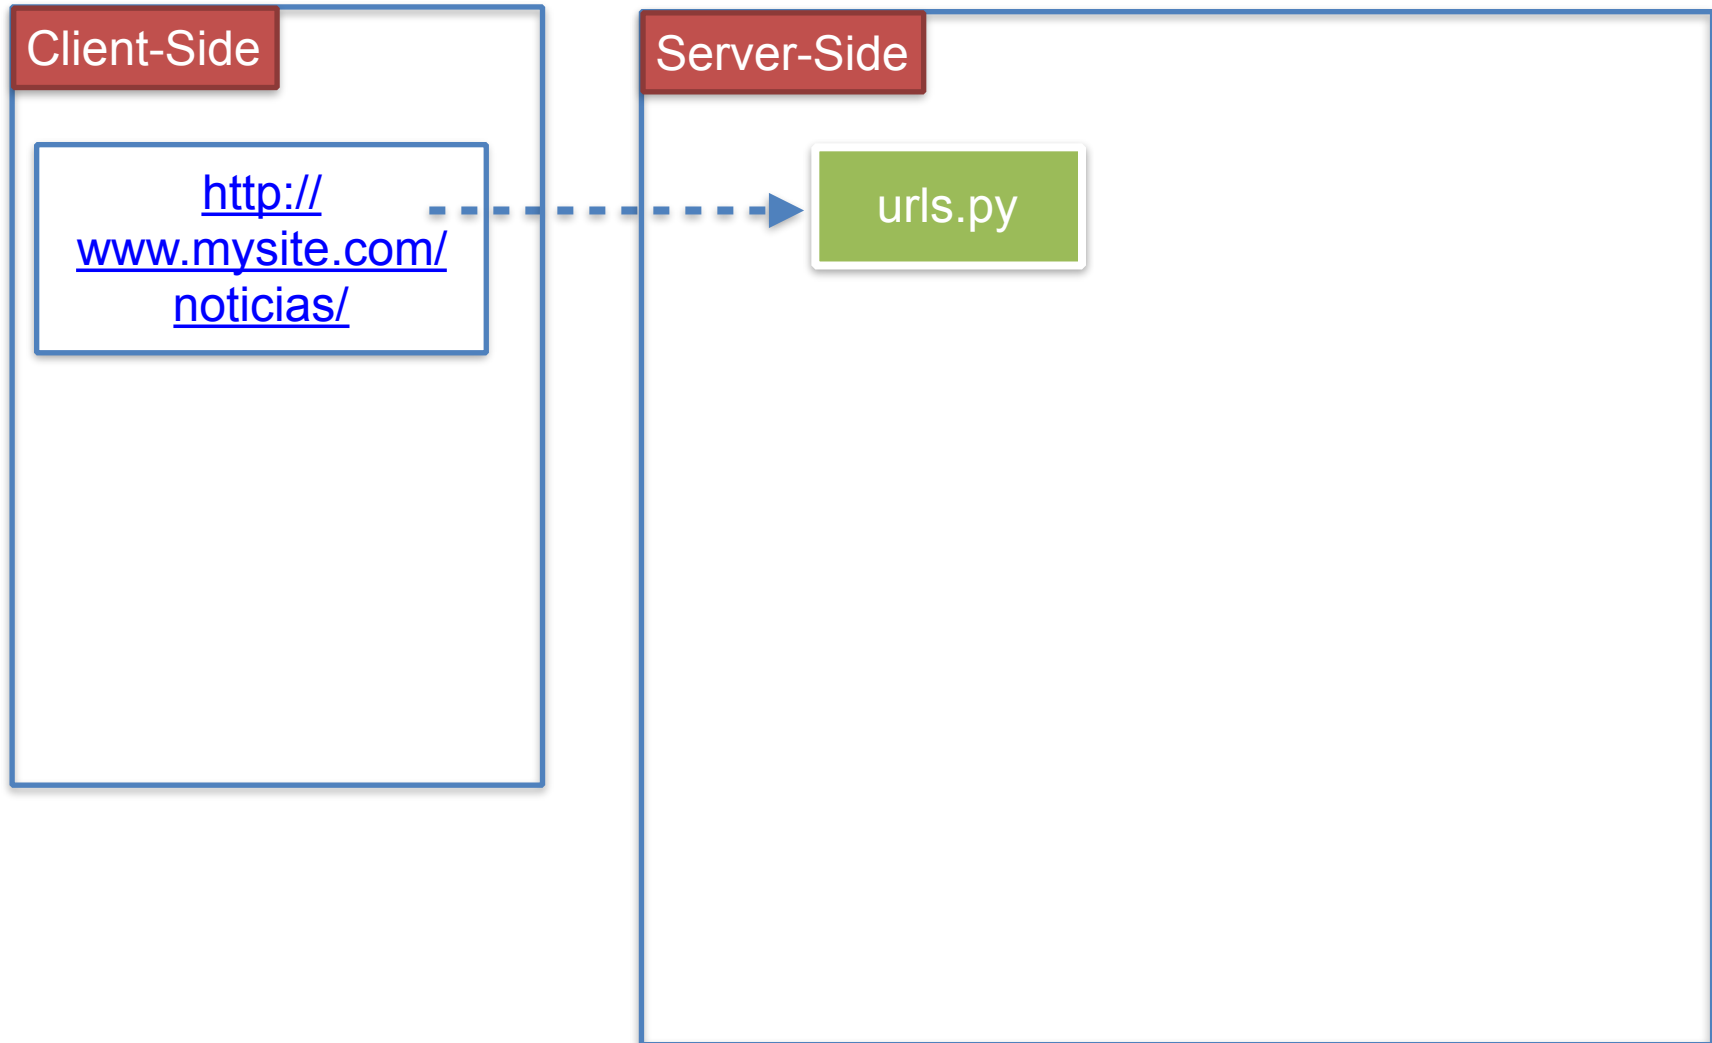 Client-Side
Server-Side
http://
www.mysite.com/
noticias/
urls.py